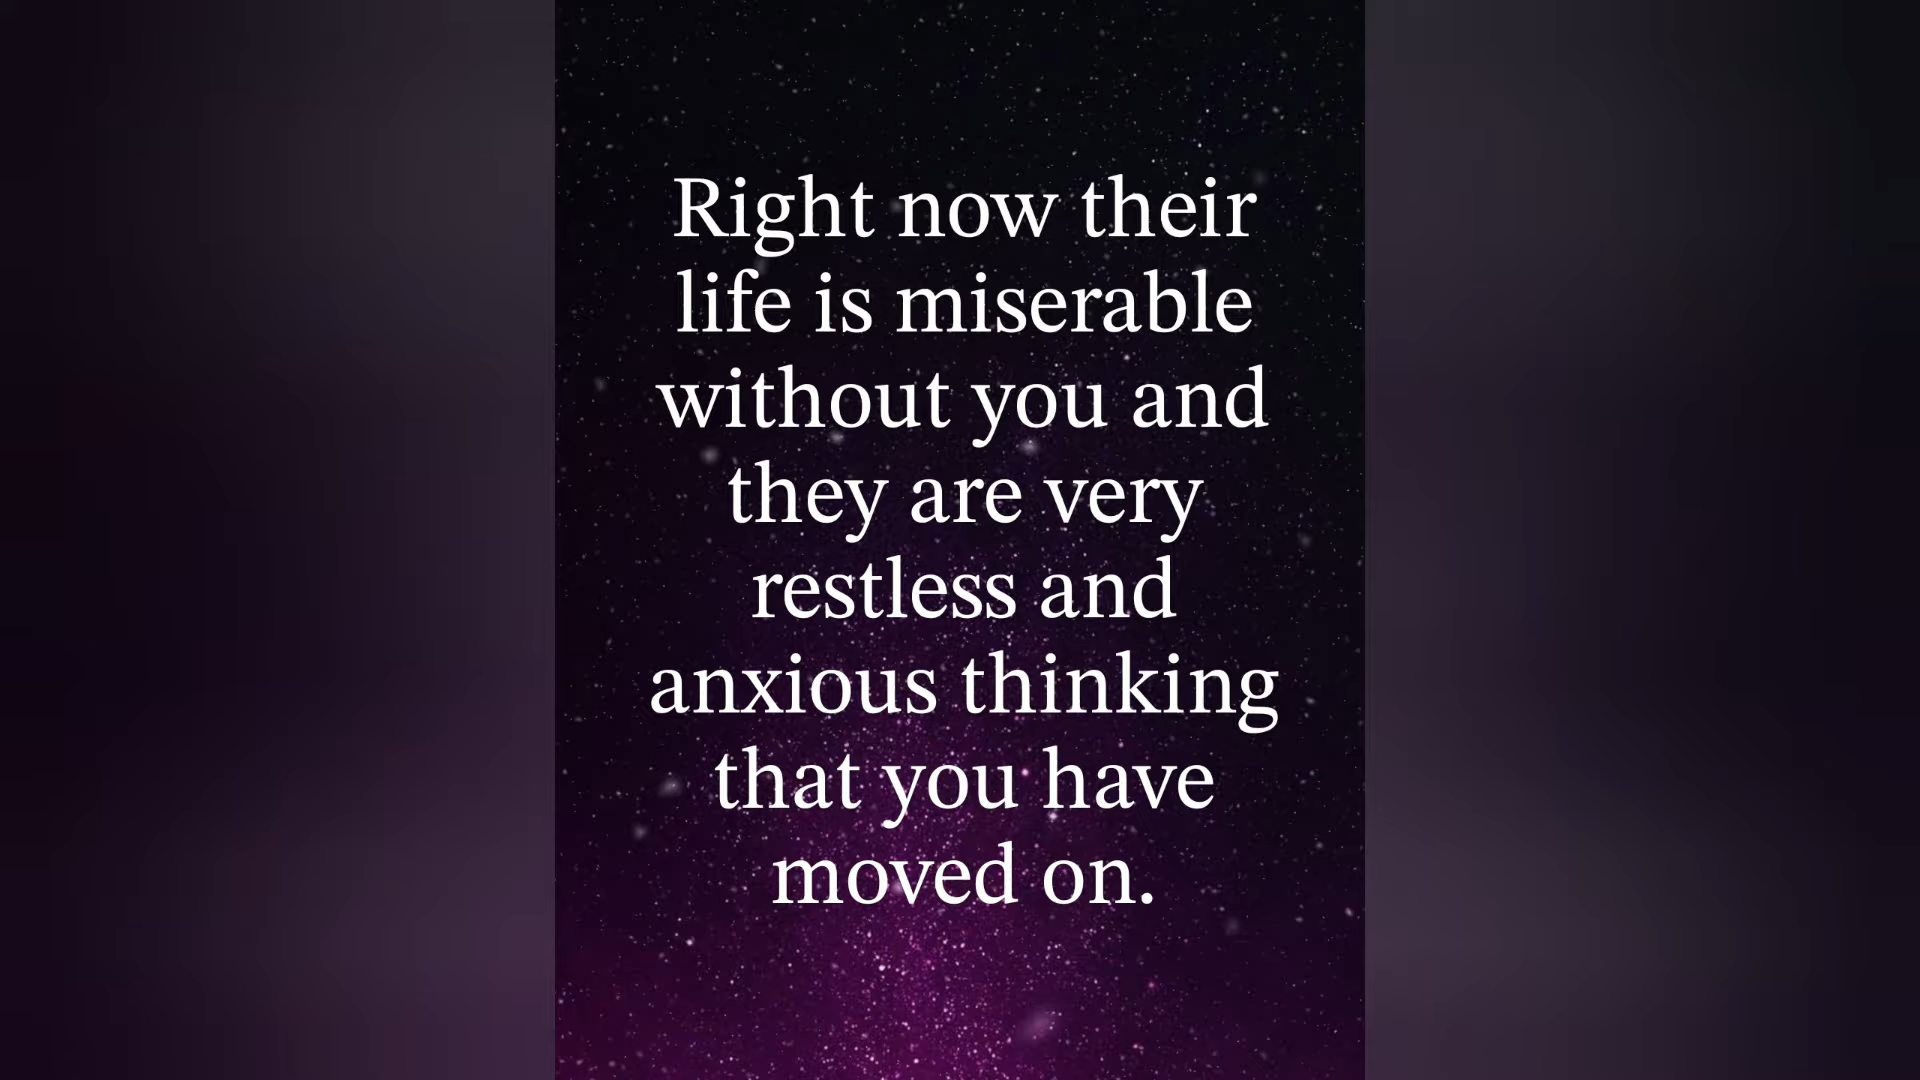 Right now their
life is miserable
without you and
they are very
restless and
anxious thinking
that you have
moved on.